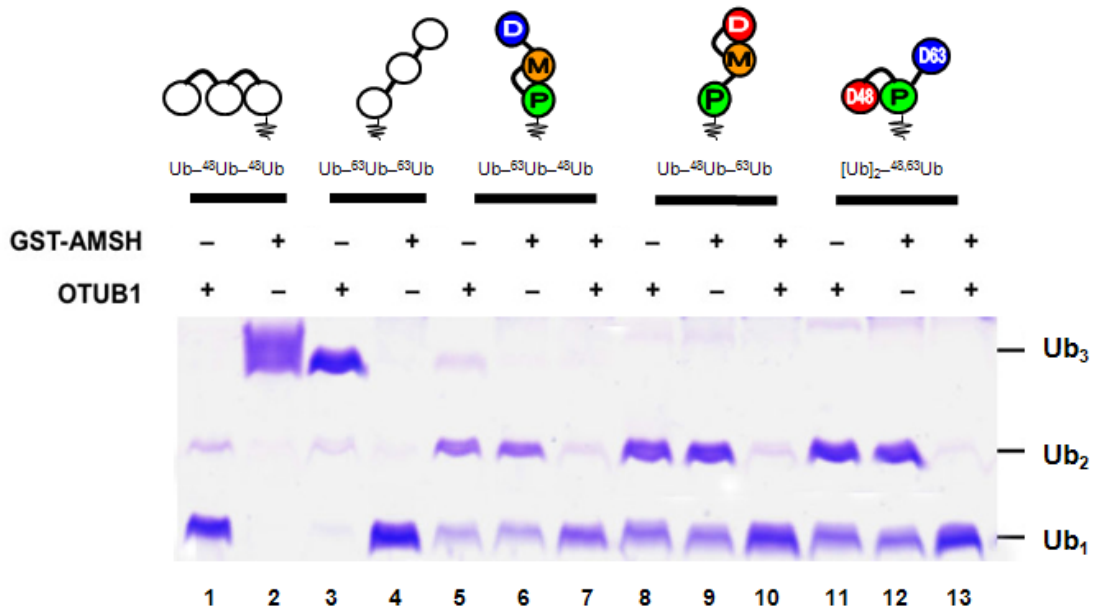 D
M
P
D
M
P
D63
D48
P
Ub–⁴⁸Ub–⁴⁸Ub
Ub–⁶³Ub–⁶³Ub
Ub–⁶³Ub–⁴⁸Ub
Ub–⁴⁸Ub–⁶³Ub
[Ub]₂–⁴⁸,⁶³Ub
GST-AMSH – + – + – + + – + + – + +
OTUB1 + – + – + – + + – + + – +
Ub₃
Ub₂
Ub₁
1 2 3 4 5 6 7 8 9 10 11 12 13